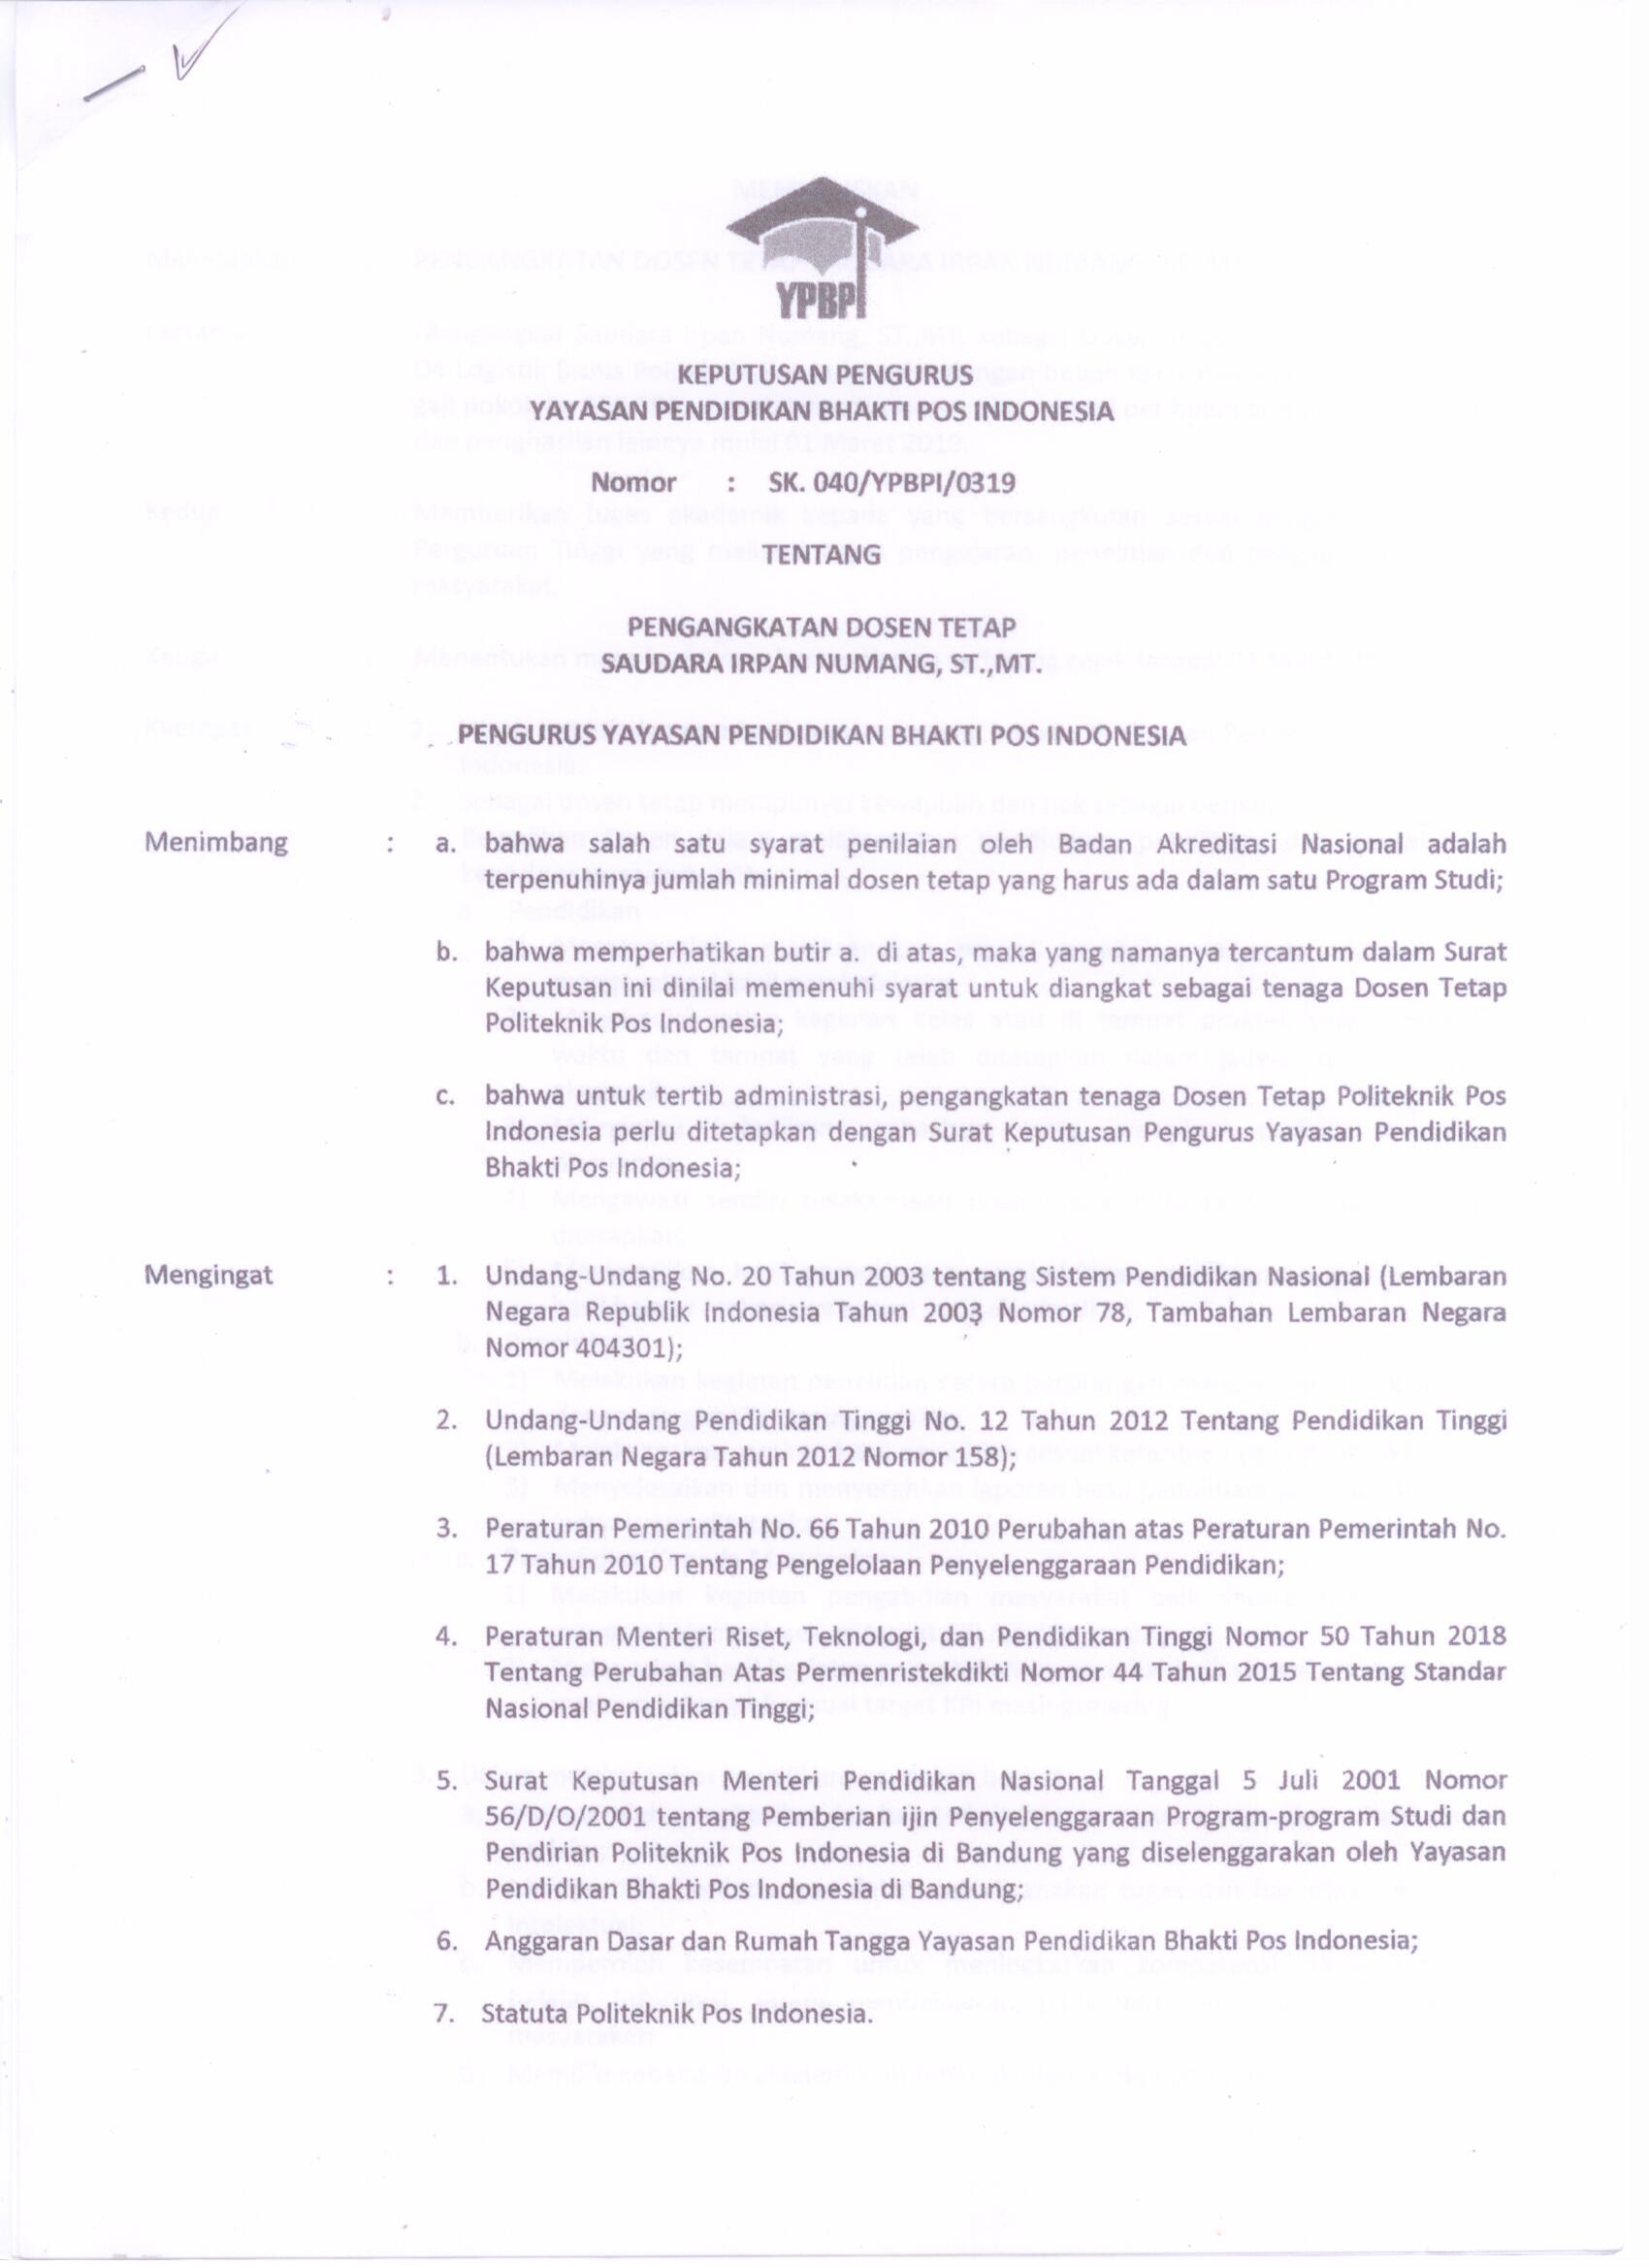 YPBPI
KEPUTUSAN PENGURUS
YAYASAN PENDIDIKAN BHAKTI POS INDONESIA
Nomor : SK. 040/YPBPI/0319
TENTANG
PENGANGKATAN DOSEN TETAP
SAUDARA IRPAN NUMANG, ST.,MT.
PENGURUS YAYASAN PENDIDIKAN BHAKTI POS INDONESIA
Menimbang : a. bahwa salah satu syarat penilaian oleh Badan Akreditasi Nasional adalah
terpenuhinya jumlah minimal dosen tetap yang harus ada dalam satu Program Studi;
b. bahwa memperhatikan butir a. di atas, maka yang namanya tercantum dalam Surat
Keputusan ini dinilai memenuhi syarat untuk diangkat sebagai tenaga Dosen Tetap
Politeknik Pos Indonesia;
c. bahwa untuk tertib administrasi, pengangkatan tenaga Dosen Tetap Politeknik Pos
Indonesia perlu ditetapkan dengan Surat Keputusan Pengurus Yayasan Pendidikan
Bhakti Pos Indonesia;
Mengingat : 1. Undang-Undang No. 20 Tahun 2003 tentang Sistem Pendidikan Nasional (Lembaran
Negara Republik Indonesia Tahun 2003 Nomor 78, Tambahan Lembaran Negara
Nomor 404301);
2. Undang-Undang Pendidikan Tinggi No. 12 Tahun 2012 Tentang Pendidikan Tinggi
(Lembaran Negara Tahun 2012 Nomor 158);
3. Peraturan Pemerintah No. 66 Tahun 2010 Perubahan atas Peraturan Pemerintah No.
17 Tahun 2010 Tentang Pengelolaan Penyelenggaraan Pendidikan;
4. Peraturan Menteri Riset, Teknologi, dan Pendidikan Tinggi Nomor 50 Tahun 2018
Tentang Perubahan Atas Permenristekdikti Nomor 44 Tahun 2015 Tentang Standar
Nasional Pendidikan Tinggi;
5. Surat Keputusan Menteri Pendidikan Nasional Tanggal 5 Juli 2001 Nomor
56/D/O/2001 tentang Pemberian ijin Penyelenggaraan Program-program Studi dan
Pendirian Politeknik Pos Indonesia di Bandung yang diselenggarakan oleh Yayasan
Pendidikan Bhakti Pos Indonesia di Bandung;
6. Anggaran Dasar dan Rumah Tangga Yayasan Pendidikan Bhakti Pos Indonesia;
7. Statuta Politeknik Pos Indonesia.